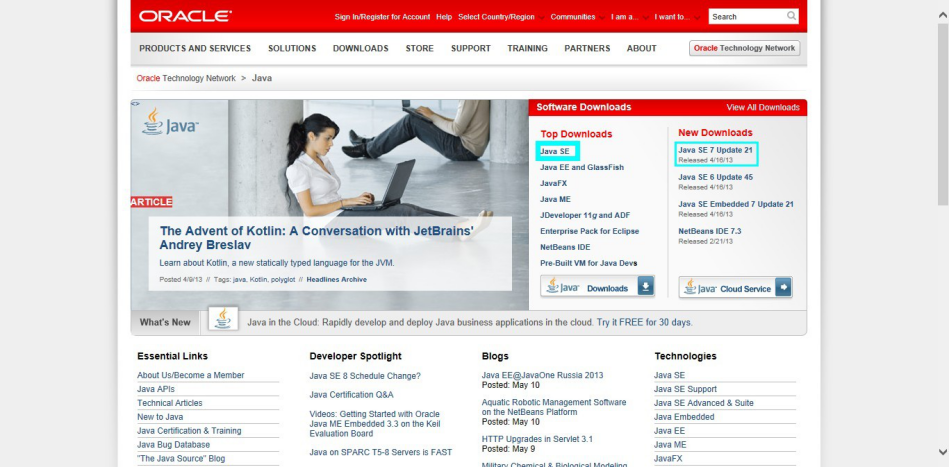 ORACLE
Sign In/Register for Account Help Select Country/Region Communities I am a... I want to... Search
PRODUCTS AND SERVICES SOLUTIONS DOWNLOADS STORE SUPPORT TRAINING PARTNERS ABOUT Oracle Technology Network
Oracle Technology Network > Java
<>
Java
ARTICLE
The Advent of Kotlin: A Conversation with JetBrains'
Andrey Breslav
Learn about Kotlin, a new statically typed language for the JVM.
Posted 4/9/13 // Tags: java, Kotlin, polyglot // Headlines Archive
Software Downloads View All Downloads
Top Downloads
Java SE
Java EE and GlassFish
JavaFX
Java ME
JDeveloper 11g and ADF
Enterprise Pack for Eclipse
NetBeans IDE
Pre-Built VM for Java Devs
Java Downloads
New Downloads
Java SE 7 Update 21
Released 4/16/13
Java SE 6 Update 45
Released 4/16/13
Java SE Embedded 7 Update 21
Released 4/16/13
NetBeans IDE 7.3
Released 2/21/13
Java Cloud Service
What's New Java in the Cloud: Rapidly develop and deploy Java business applications in the cloud. Try it FREE for 30 days.
Essential Links
About Us/Become a Member
Java APIs
Technical Articles
New to Java
Java Certification & Training
Java Bug Database
"The Java Source" Blog
Developer Spotlight
Java SE 8 Schedule Change?
Java Certification Q&A
Videos: Getting Started with Oracle
Java ME Embedded 3.3 on the Keil
Evaluation Board
Java on SPARC T5-8 Servers is FAST
Blogs
Java EE@JavaOne Russia 2013
Posted: May 10
Aquatic Robotic Management Software
on the NetBeans Platform
Posted: May 10
HTTP Upgrades in Servlet 3.1
Posted: May 9
Military Chemical & Biological Modeling
Technologies
Java SE
Java SE Support
Java SE Advanced & Suite
Java Embedded
Java EE
Java ME
JavaFX